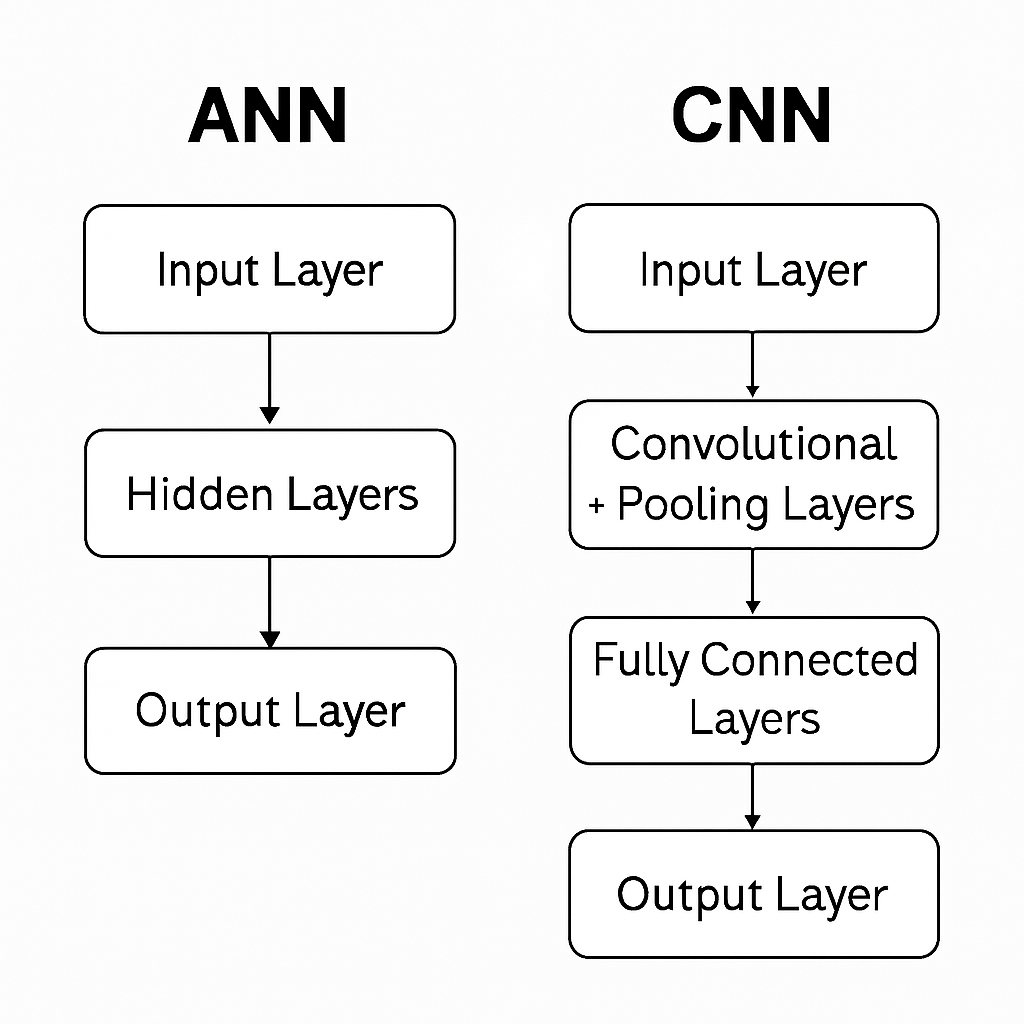 ANN
Input Layer
Hidden Layers
Output Layer
CNN
Input Layer
Convolutional
+ Pooling Layers
Fully Connected
Layers
Output Layer